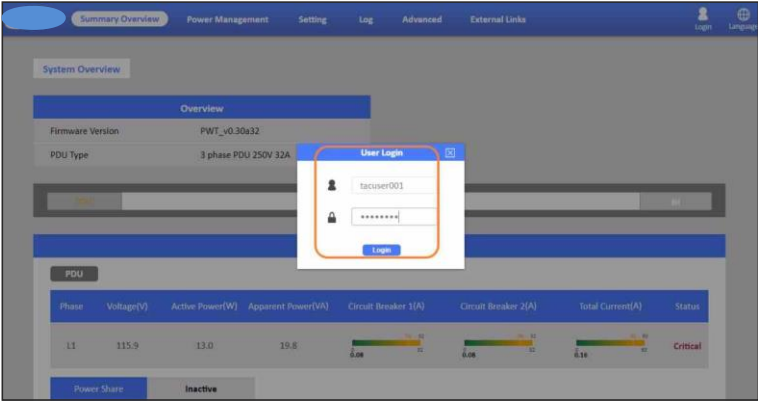 Summary Overview Power Management Setting Log Advanced External Links Login Language
System Overview
Overview
Firmware Version PWT_v0.30a32
PDU Type 3 phase PDU 250V 32A
User Login
tacuser001
********
Login
PDU
Phase Voltage(V) Active Power(W) Apparent Power(VA) Circuit Breaker 1(A) Circuit Breaker 2(A) Total Current(A) Status
L1 115.9 13.0 19.8 0.08 32 0.08 32 0.16 Critical
Power Share Inactive